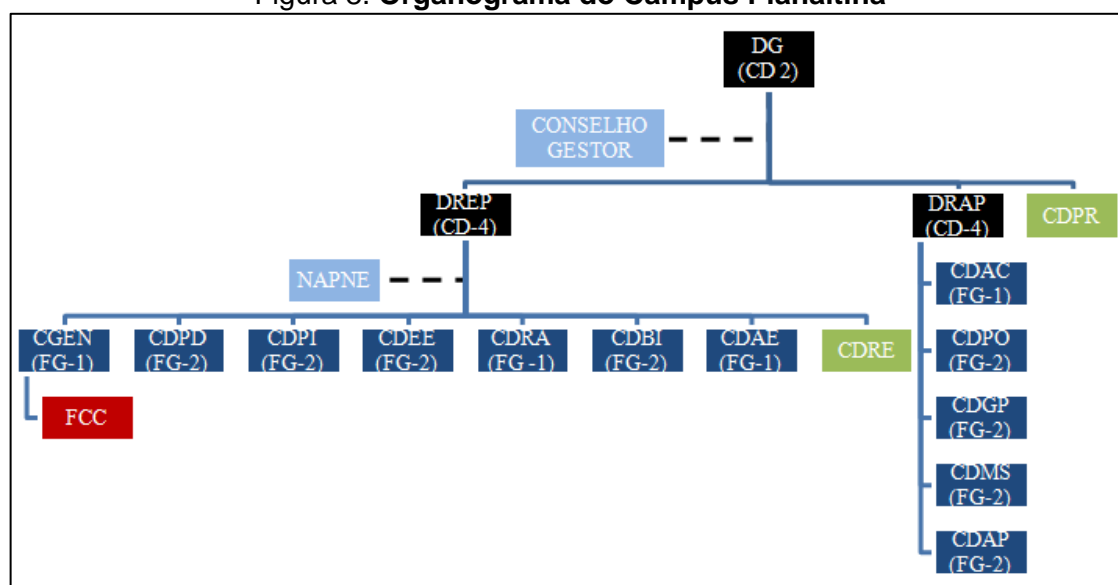 Figura 3. Organograma do Campus Planaltina
DG
(CD 2)
CONSELHO
GESTOR
DREP
(CD-4)
DRAP
(CD-4)
CDPR
NAPNE
CGEN
(FG-1)
CDPD
(FG-2)
CDPI
(FG-2)
CDEE
(FG-2)
CDRA
(FG -1)
CDBI
(FG-2)
CDAE
(FG-1)
CDRE
FCC
CDAC
(FG-1)
CDPO
(FG-2)
CDGP
(FG-2)
CDMS
(FG-2)
CDAP
(FG-2)